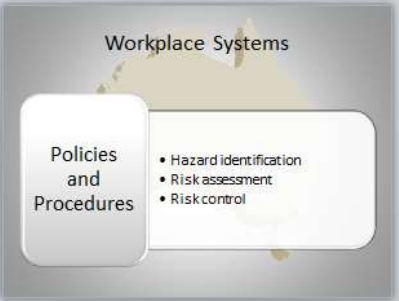 Workplace Systems
Policies
and
Procedures
• Hazard identification
• Risk assessment
• Risk control